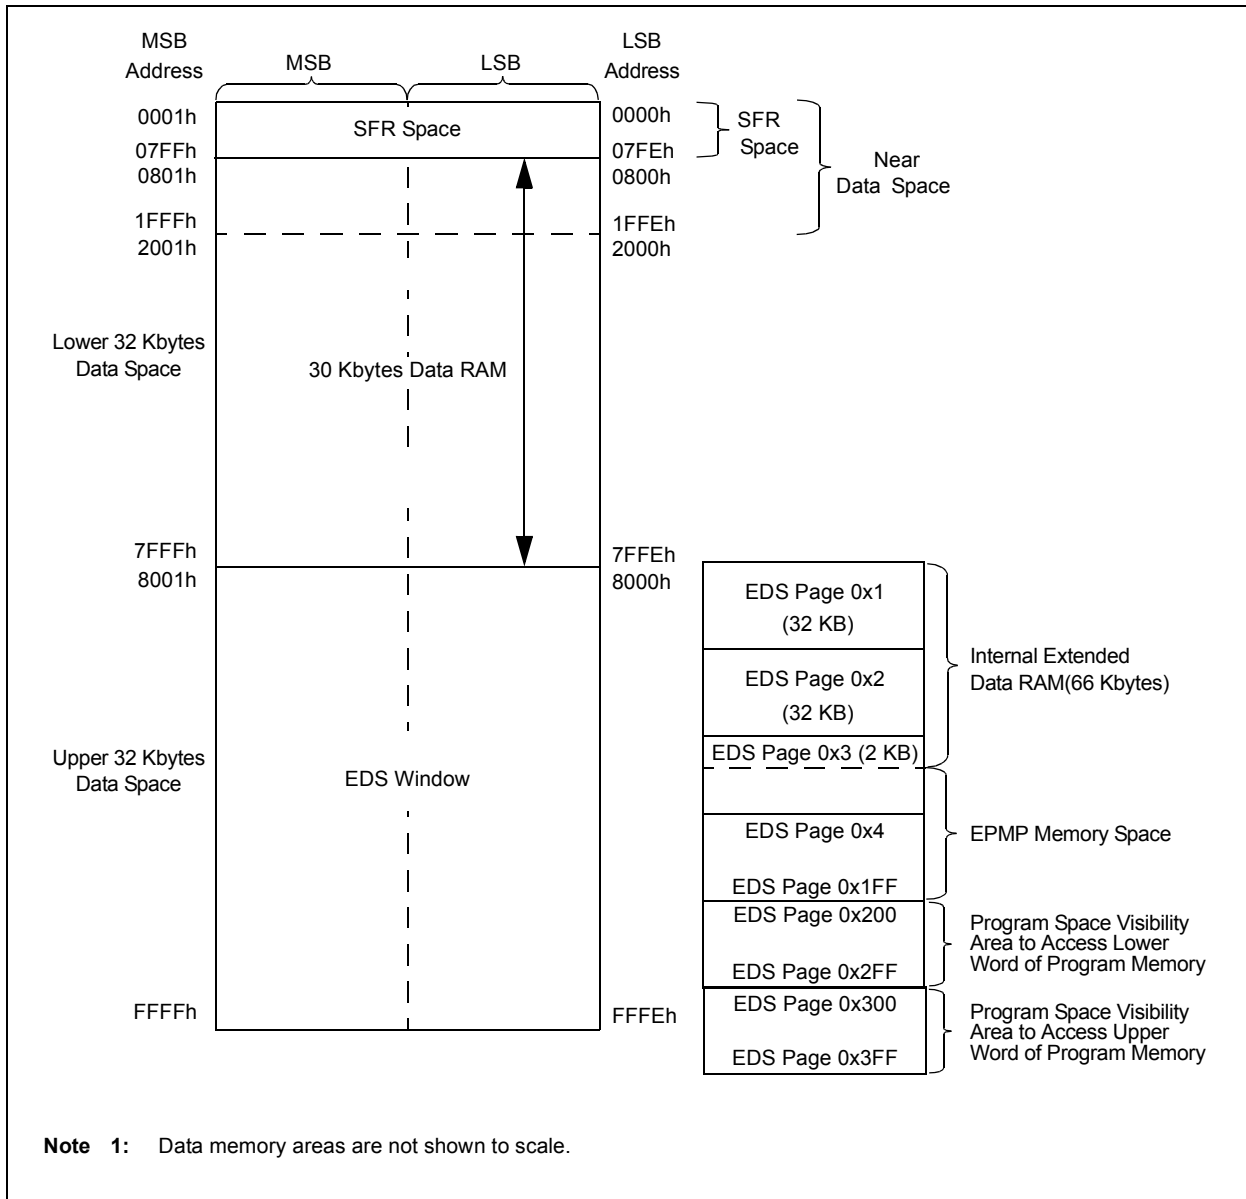 MSB
Address
MSB
LSB
LSB
Address
0001h
SFR Space
0000h
SFR
Space
07FFh
07FEh
0801h
0800h
Near
Data Space
1FFFh
1FFEh
2001h
2000h
Lower 32 Kbytes
Data Space
30 Kbytes Data RAM
7FFFh
7FFEh
8001h
8000h
EDS Page 0x1
(32 KB)
EDS Page 0x2
(32 KB)
Internal Extended
Data RAM(66 Kbytes)
EDS Page 0x3 (2 KB)
Upper 32 Kbytes
Data Space
EDS Window
EDS Page 0x4
EPMP Memory Space
EDS Page 0x1FF
EDS Page 0x200
EDS Page 0x2FF
Program Space Visibility
Area to Access Lower
Word of Program Memory
FFFFh
FFFEh
EDS Page 0x300
EDS Page 0x3FF
Program Space Visibility
Area to Access Upper
Word of Program Memory
Note 1: Data memory areas are not shown to scale.